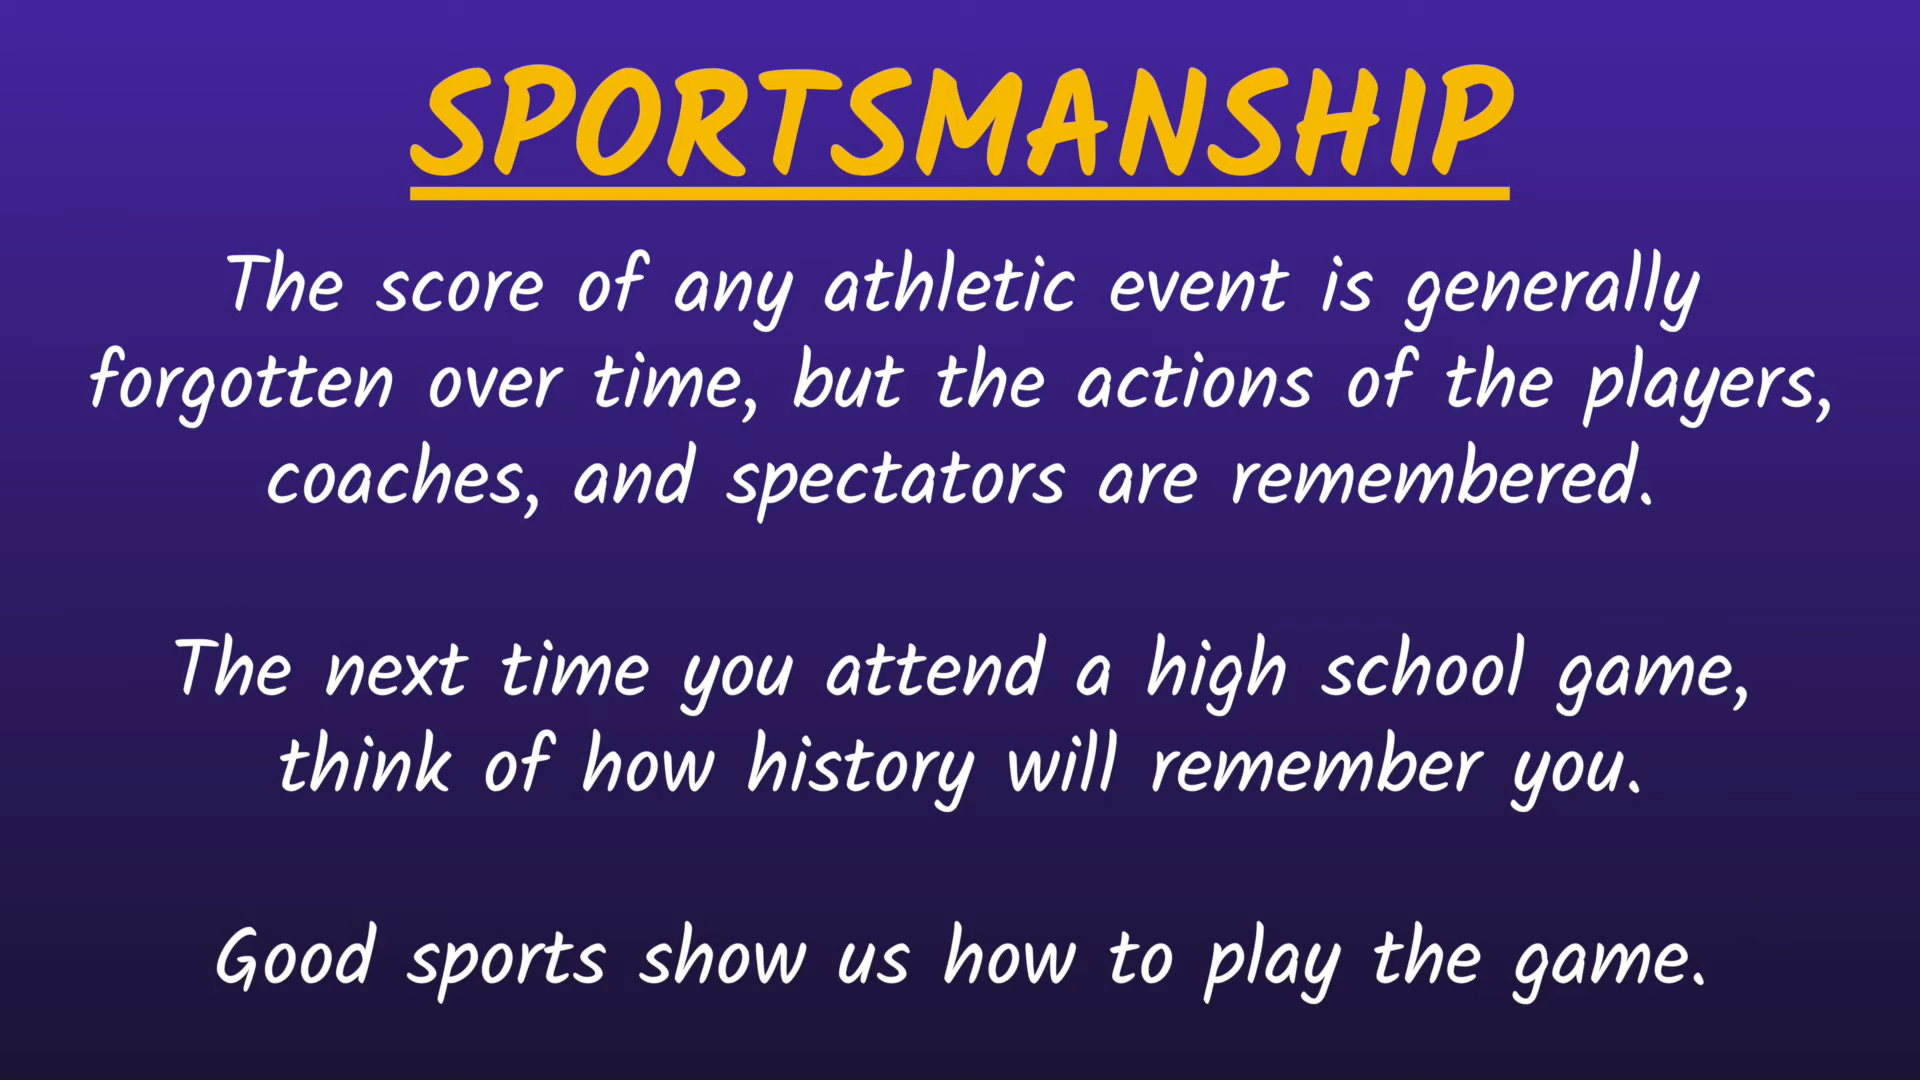 SPORTSMANSHIP
The score of any athletic event is generally
forgotten over time, but the actions of the players,
coaches, and spectators are remembered.
The next time you attend a high school game,
think of how history will remember you.
Good sports show us how to play the game.